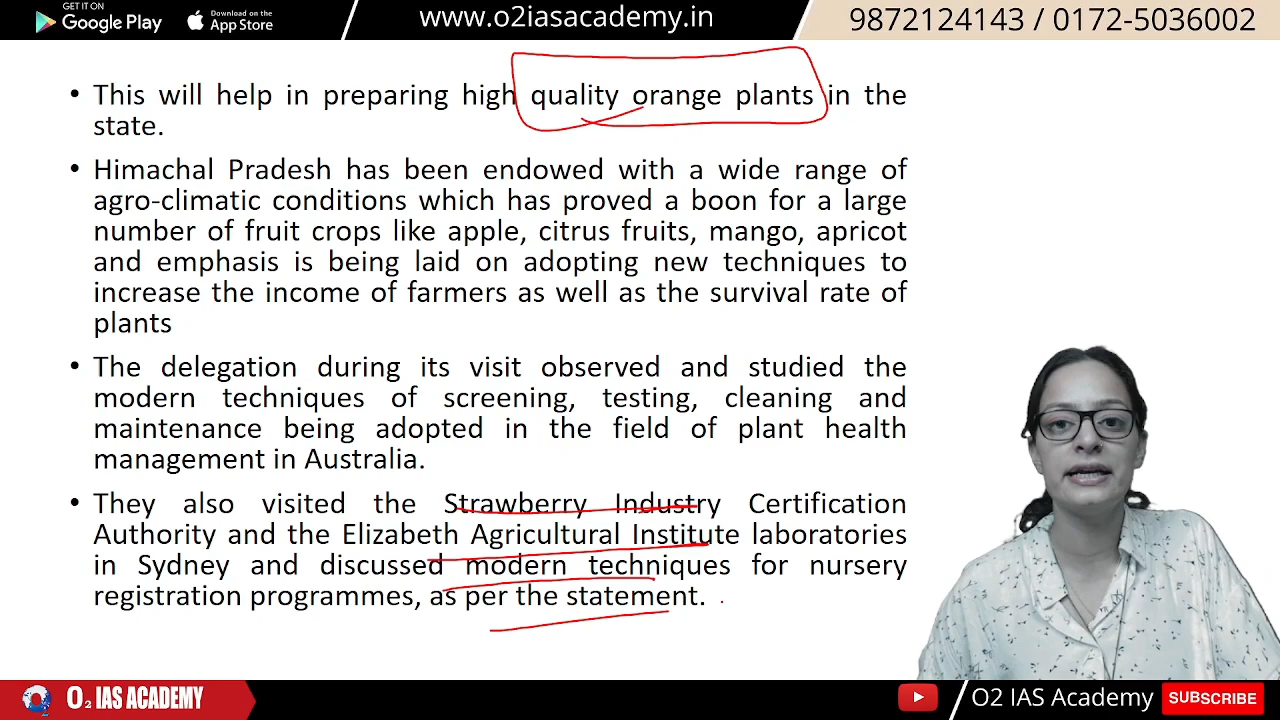 GET IT ON
Google Play
Download on the
App Store
www.o2iasacademy.in
9872124143 / 0172-5036002
• This will help in preparing high quality orange plants in the
state.
• Himachal Pradesh has been endowed with a wide range of
agro-climatic conditions which has proved a boon for a large
number of fruit crops like apple, citrus fruits, mango, apricot
and emphasis is being laid on adopting new techniques to
increase the income of farmers as well as the survival rate of
plants
• The delegation during its visit observed and studied the
modern techniques of screening, testing, cleaning and
maintenance being adopted in the field of plant health
management in Australia.
• They also visited the Strawberry Industry Certification
Authority and the Elizabeth Agricultural Institute laboratories
in Sydney and discussed modern techniques for nursery
registration programmes, as per the statement.
O₂ IAS ACADEMY
O2 IAS Academy
SUBSCRIBE